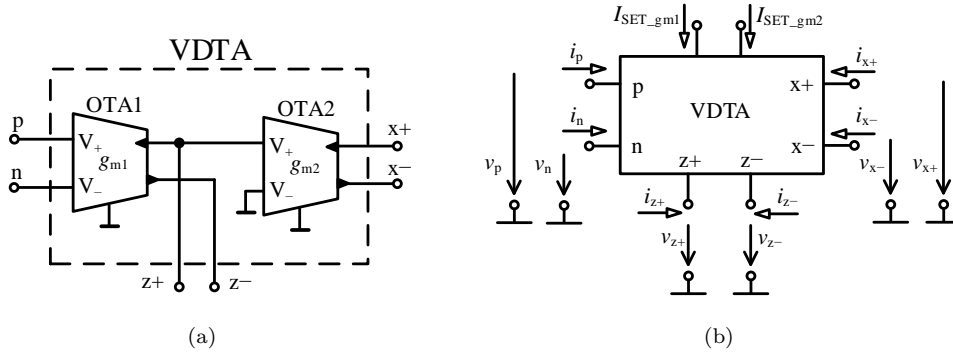 VDTA
OTA1
OTA2
p
n
V+
gm1
V−
V+
gm2
V−
x+
x−
z+
z−
(a)
ISET_gm1
ISET_gm2
ip
in
vp
vn
p
n
VDTA
x+
x−
z+
z−
ix+
ix−
vx−
vx+
iz+
iz−
vz+
vz−
(b)